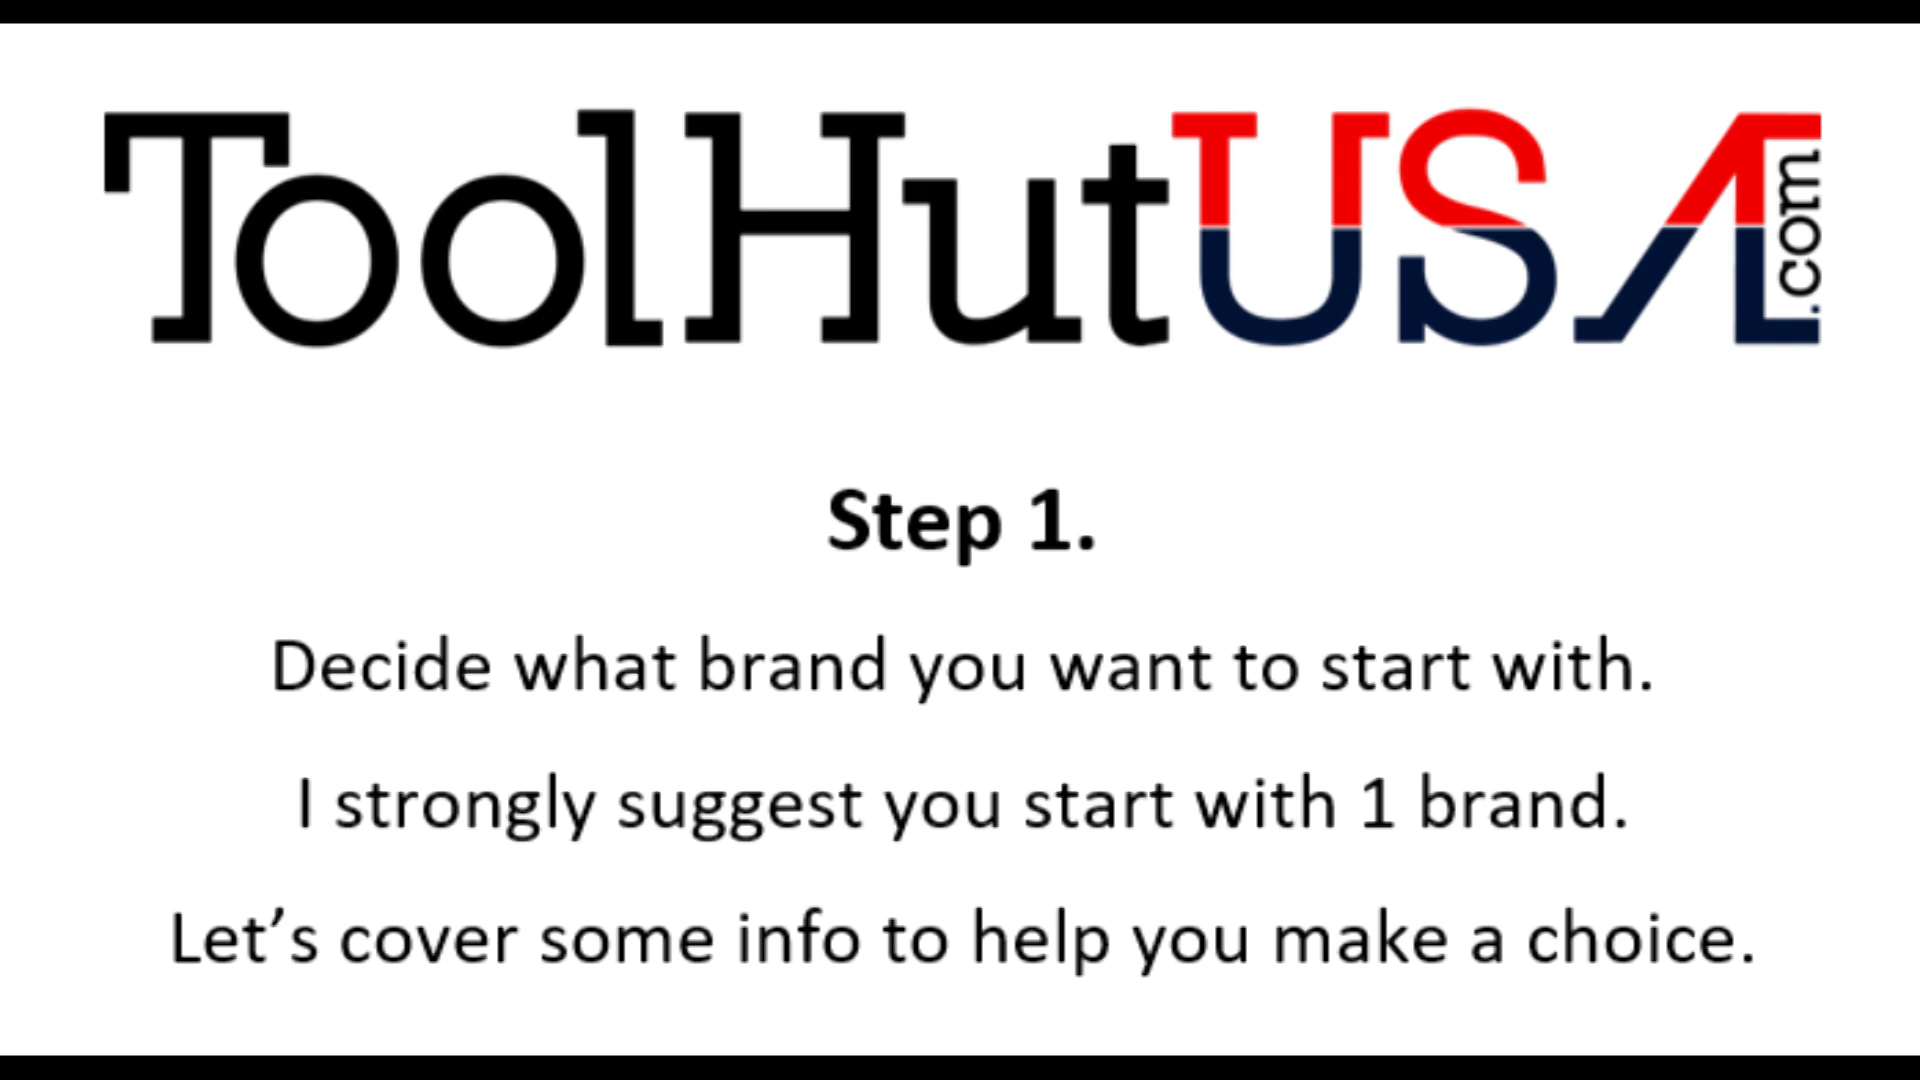 ToolHutUSA.com
Step 1.
Decide what brand you want to start with.
I strongly suggest you start with 1 brand.
Let’s cover some info to help you make a choice.